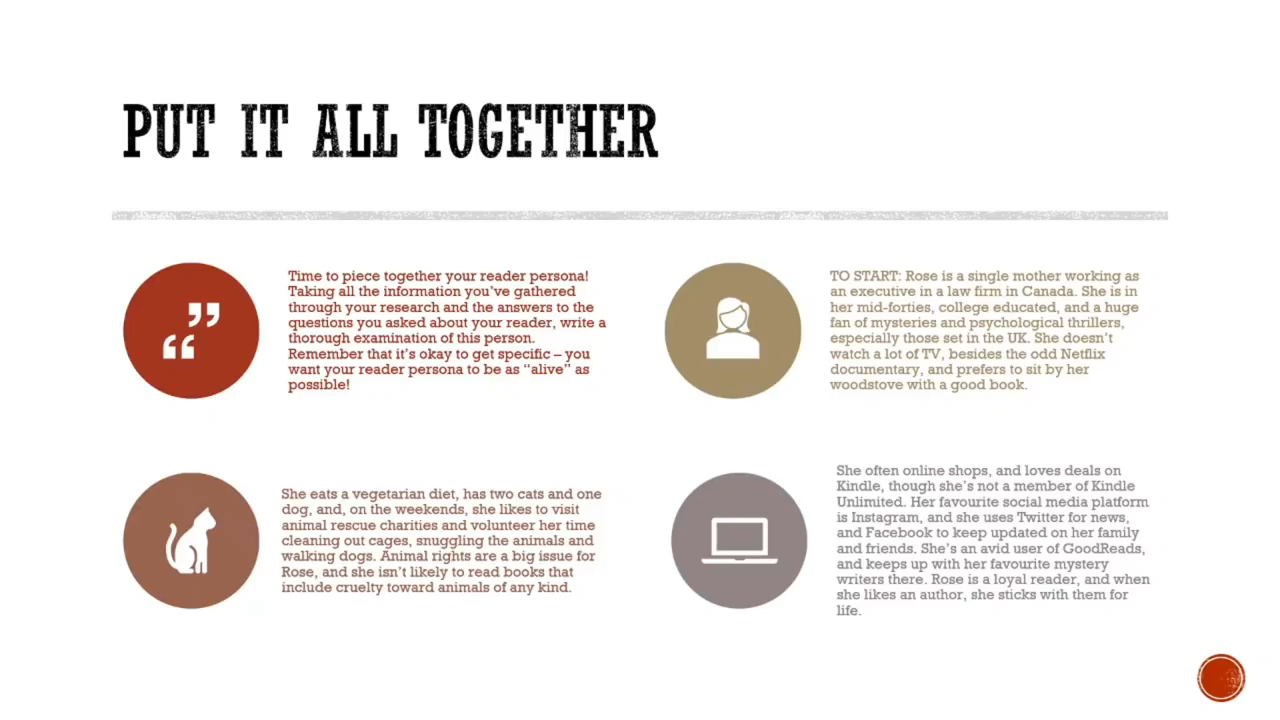 PUT IT ALL TOGETHER
Time to piece together your reader persona!
Taking all the information you've gathered
through your research and the answers to the
questions you asked about your reader, write a
thorough examination of this person.
Remember that it's okay to get specific – you
want your reader persona to be as “alive” as
possible!
TO START: Rose is a single mother working as
an executive in a law firm in Canada. She is in
her mid-forties, college educated, and a huge
fan of mysteries and psychological thrillers,
especially those set in the UK. She doesn't
watch a lot of TV, besides the odd Netflix
documentary, and prefers to sit by her
woodstove with a good book.
She eats a vegetarian diet, has two cats and one
dog, and, on the weekends, she likes to visit
animal rescue charities and volunteer her time
cleaning out cages, snuggling the animals and
walking dogs. Animal rights are a big issue for
Rose, and she isn't likely to read books that
include cruelty toward animals of any kind.
She often online shops, and loves deals on
Kindle, though she's not a member of Kindle
Unlimited. Her favourite social media platform
is Instagram, and she uses Twitter for news,
and Facebook to keep updated on her family
and friends. She's an avid user of GoodReads,
and keeps up with her favourite mystery
writers there. Rose is a loyal reader, and when
she likes an author, she sticks with them for
life.